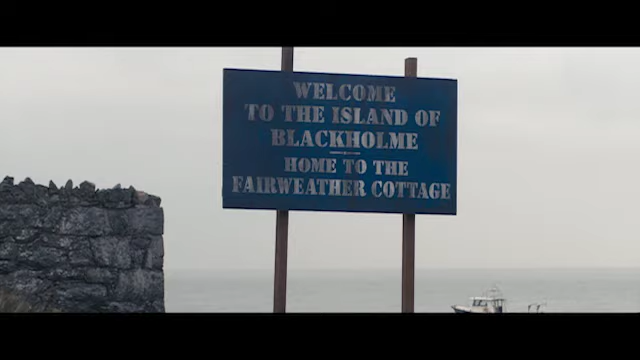 WELCOME
TO THE ISLAND OF
BLACKHOLME
HOME TO THE
FAIRWEATHER COTTAGE